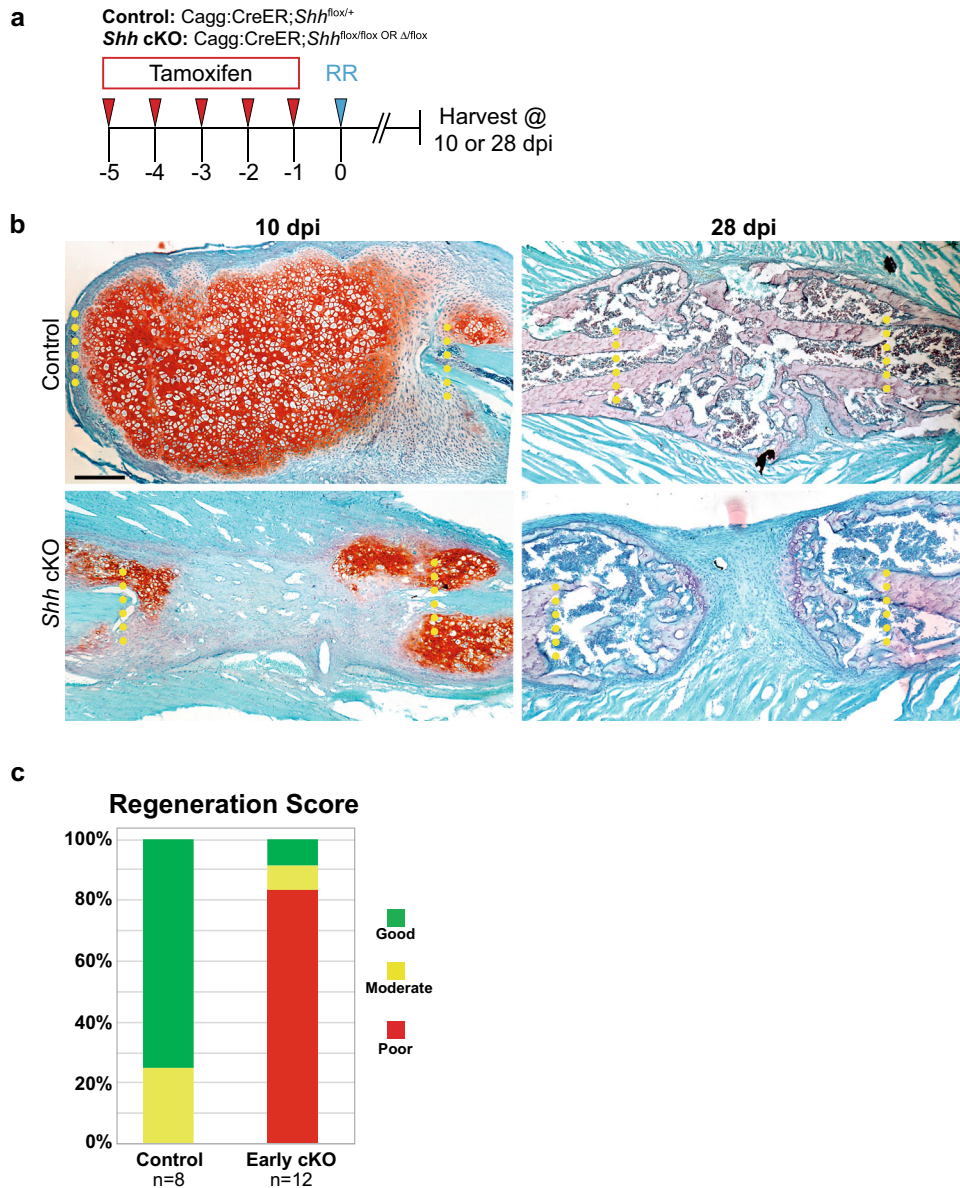 a
Control: Cagg:CreER;Shhflox/+
Shh cKO: Cagg:CreER;Shhflox/flox OR Δ/flox
Tamoxifen
RR
Harvest @
10 or 28 dpi
-5 -4 -3 -2 -1 0
b
10 dpi
28 dpi
Control
Shh cKO
c
Regeneration Score
100%
80%
60%
40%
20%
0%
Good
Moderate
Poor
Control
n=8
Early cKO
n=12